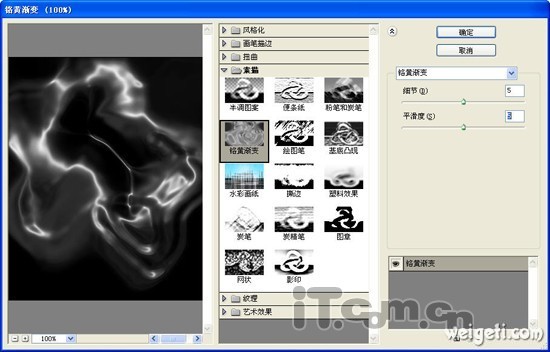 铬黄渐变 (100%)
风格化
画笔描边
扭曲
素描
半调图案
便条纸
粉笔和炭笔
铬黄渐变
绘图笔
基底凸现
水彩画纸
撕边
塑料效果
炭笔
炭精笔
图章
网状
影印
纹理
艺术效果
确定
取消
铬黄渐变
细节(D)
5
平滑度(S)
铬黄渐变
100%
iT.com.cn
weigeti.com